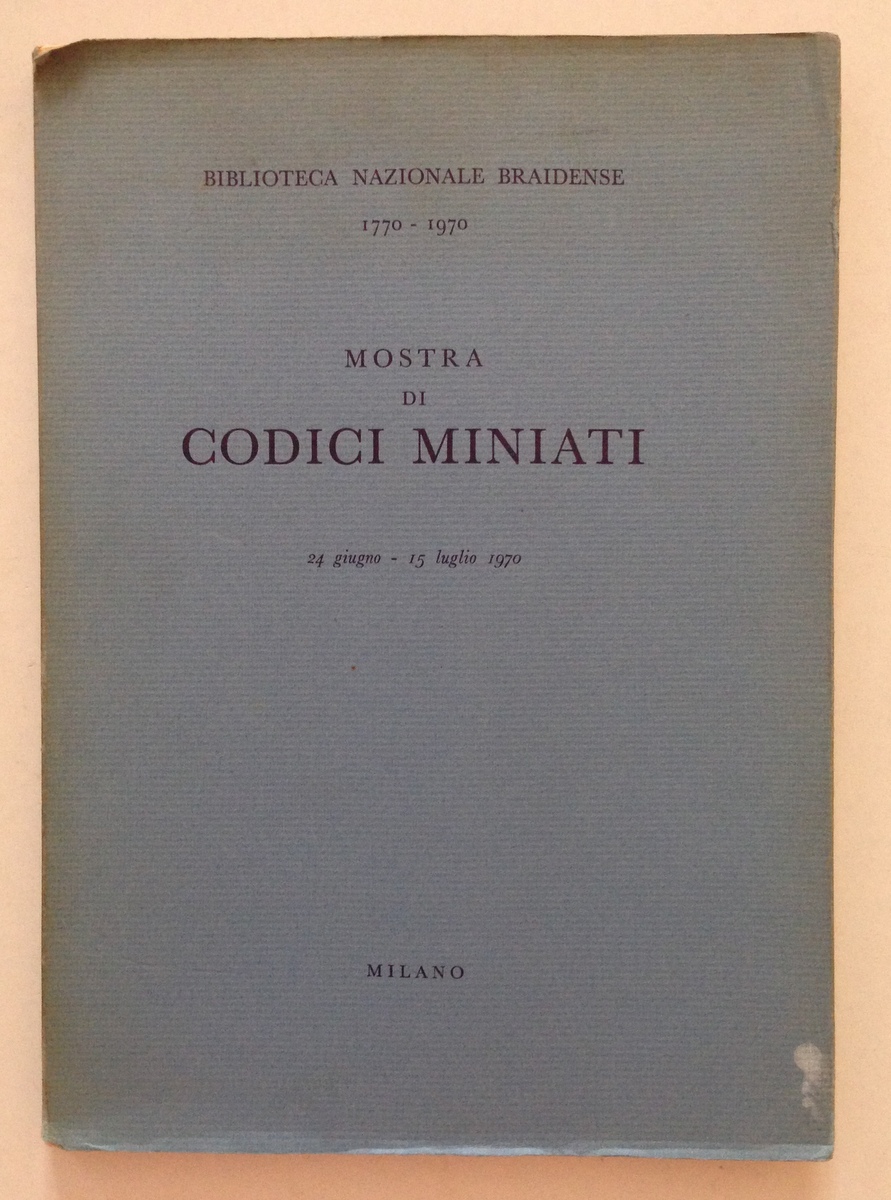 BIBLIOTECA NAZIONALE BRAIDENSE
1770 - 1970
MOSTRA
DI
CODICI MINIATI
24 giugno - 15 luglio 1970
MILANO